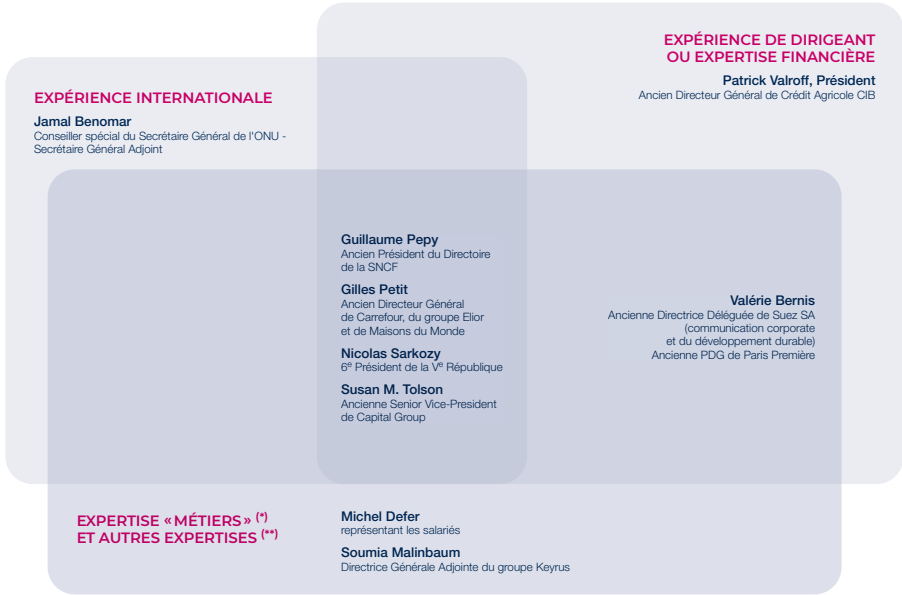 EXPÉRIENCE DE DIRIGEANT
OU EXPERTISE FINANCIÈRE
Patrick Valroff, Président
Ancien Directeur Général de Crédit Agricole CIB
EXPÉRIENCE INTERNATIONALE
Jamal Benomar
Conseiller spécial du Secrétaire Général de l'ONU -
Secrétaire Général Adjoint
Guillaume Pepy
Ancien Président du Directoire
de la SNCF
Gilles Petit
Ancien Directeur Général
de Carrefour, du groupe Elior
et de Maisons du Monde
Nicolas Sarkozy
6e Président de la Ve République
Susan M. Tolson
Ancienne Senior Vice-President
de Capital Group
Valérie Bernis
Ancienne Directrice Déléguée de Suez SA
(communication corporate
et du développement durable)
Ancienne PDG de Paris Première
EXPERTISE « MÉTIERS » (*)
ET AUTRES EXPERTISES (**)
Michel Defer
représentant les salariés
Soumia Malinbaum
Directrice Générale Adjointe du groupe Keyrus